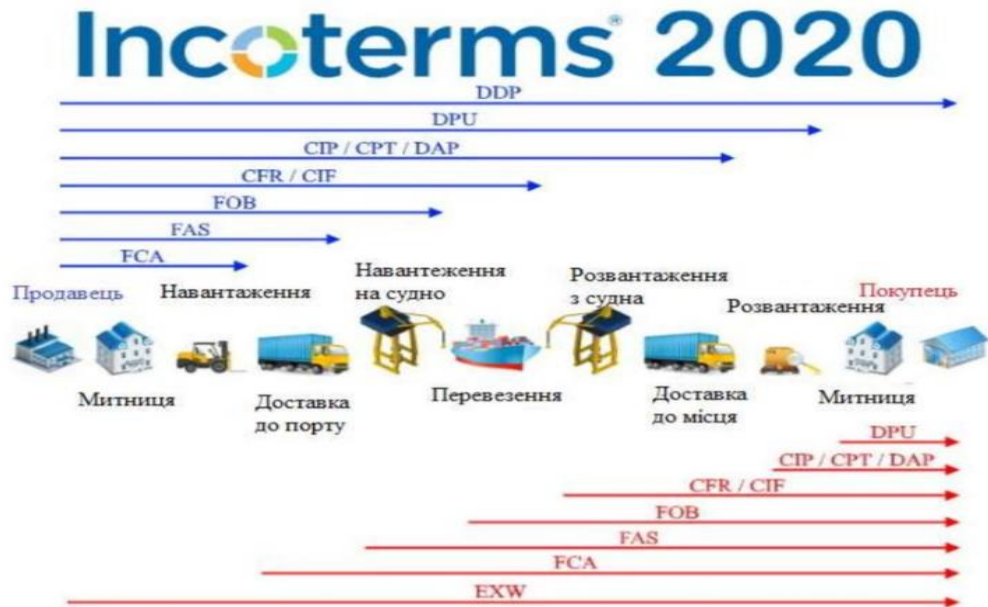 Incoterms® 2020
DDP
DPU
CIP / CPT / DAP
CFR / CIF
FOB
FAS
FCA
Продавець
Навантаження
Навантеження
на судно
Розвантаження
з судна
Розвантаження
Покупець
Митниця
Доставка
до порту
Перевезення
Доставка
до місця
Митниця
DPU
CIP / CPT / DAP
CFR / CIF
FOB
FAS
FCA
EXW